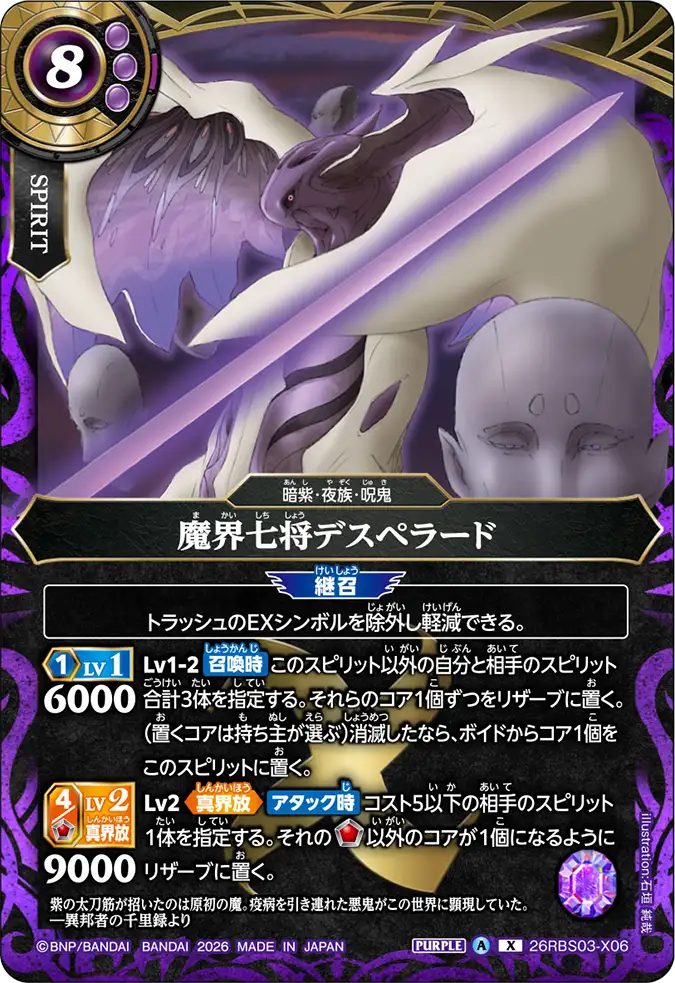 8
SPIRIT
暗紫・夜族・呪鬼
魔界七将デスペラード
継召
トラッシュのEXシンボルを除外し軽減できる。
1 LV1
6000
Lv1-2 召喚時 このスピリット以外の自分と相手のスピリット
合計3体を指定する。それらのコア1個ずつをリザーブに置く。
(置くコアは持ち主が選ぶ)消滅したなら、ボイドからコア1個を
このスピリットに置く。
4 LV2
真界放
9000
Lv2 真界放 アタック時 コスト5以下の相手のスピリット
1体を指定する。それの以外のコアが1個になるように
リザーブに置く。
紫の太刀筋が招いたのは原初の魔。疫病を引き連れた悪鬼がこの世界に顕現していた。
―異邦者の千里録より
illustration:石垣 純哉
©BNP/BANDAI BANDAI 2026 MADE IN JAPAN
PURPLE A X 26RBS03-X06